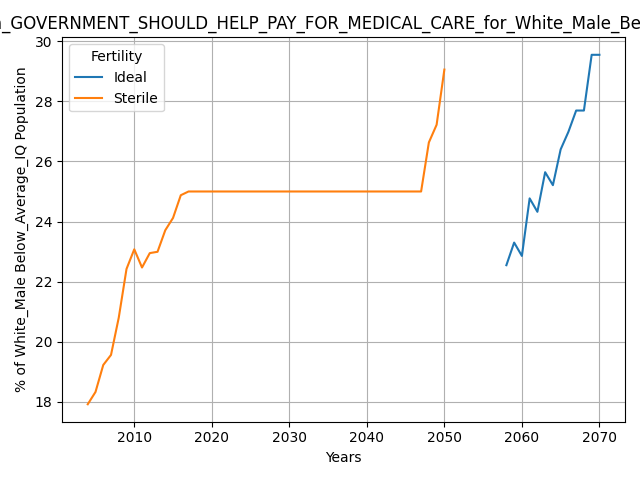 _GOVERNMENT_SHOULD_HELP_PAY_FOR_MEDICAL_CARE_for_White_Male_Be
Fertility
Ideal
Sterile
% of White_Male Below_Average_IQ Population
30
28
26
24
22
20
18
2010 2020 2030 2040 2050 2060 2070
Years